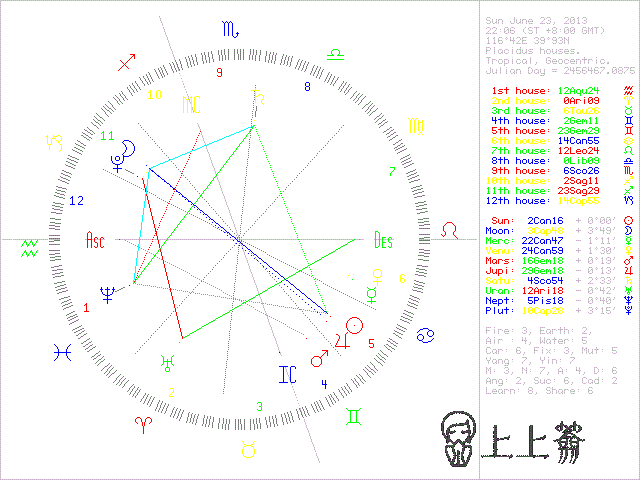 Sun June 23, 2013
22:06 (ST +8:00 GMT)
116°42E 39°93N
Placidus houses.
Tropical, Geocentric.
Julian Day = 2456467.0875
1st house: 12Aqu24
2nd house: 0Ari09
3rd house: 6Tau26
4th house: 2Gem11
5th house: 23Gem29
6th house: 14Can55
7th house: 12Leo24
8th house: 0Lib09
9th house: 6Sco26
10th house: 2Sag11
11th house: 23Sag29
12th house: 14Cap55
Sun: 2Can16 + 0°00'
Moon: 3Cap48
Merc: 22Can47 - 1°11'
Venu: 24Can59 + 1°30'
Mars: 16Gem18 + 0°19'
Jupi: 29Gem18 - 0°13'
Satu: 4Sco54 + 2°33'
Uran: 12Ari18 - 0°42'
Nept: 5Pis18 - 0°40'
Plut: 10Cap28 + 3°15'
Fire: 3, Earth: 2,
Air : 4, Water: 5
Car: 6, Fix: 3, Mut: 5
Yang: 7, Yin: 7
M: 3, N: 7, A: 4, D: 6
Ang: 2, Suc: 6, Cad: 2
Learn: 8, Share: 6
9
8
10
MC
11
7
12
Asc
Des
6
1
5
IC
4
2
3
上上籤